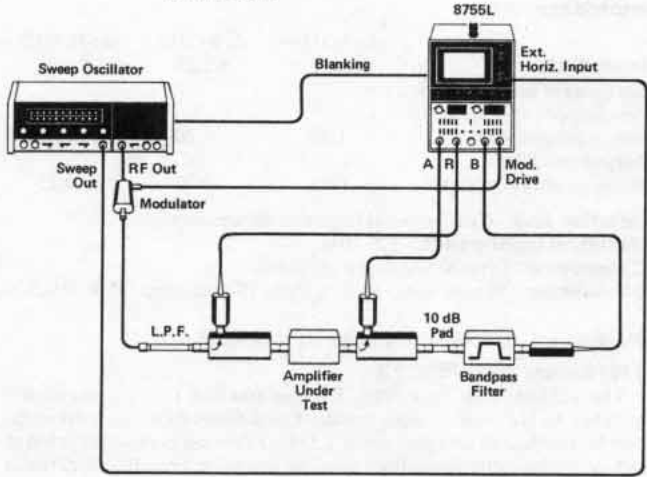 8755L
Ext.
Horiz. Input
Blanking
Sweep Oscillator
A R B
Mod.
Drive
Sweep
Out
RF Out
Modulator
L.P.F.
10 dB
Pad
Amplifier
Under
Test
Bandpass
Filter